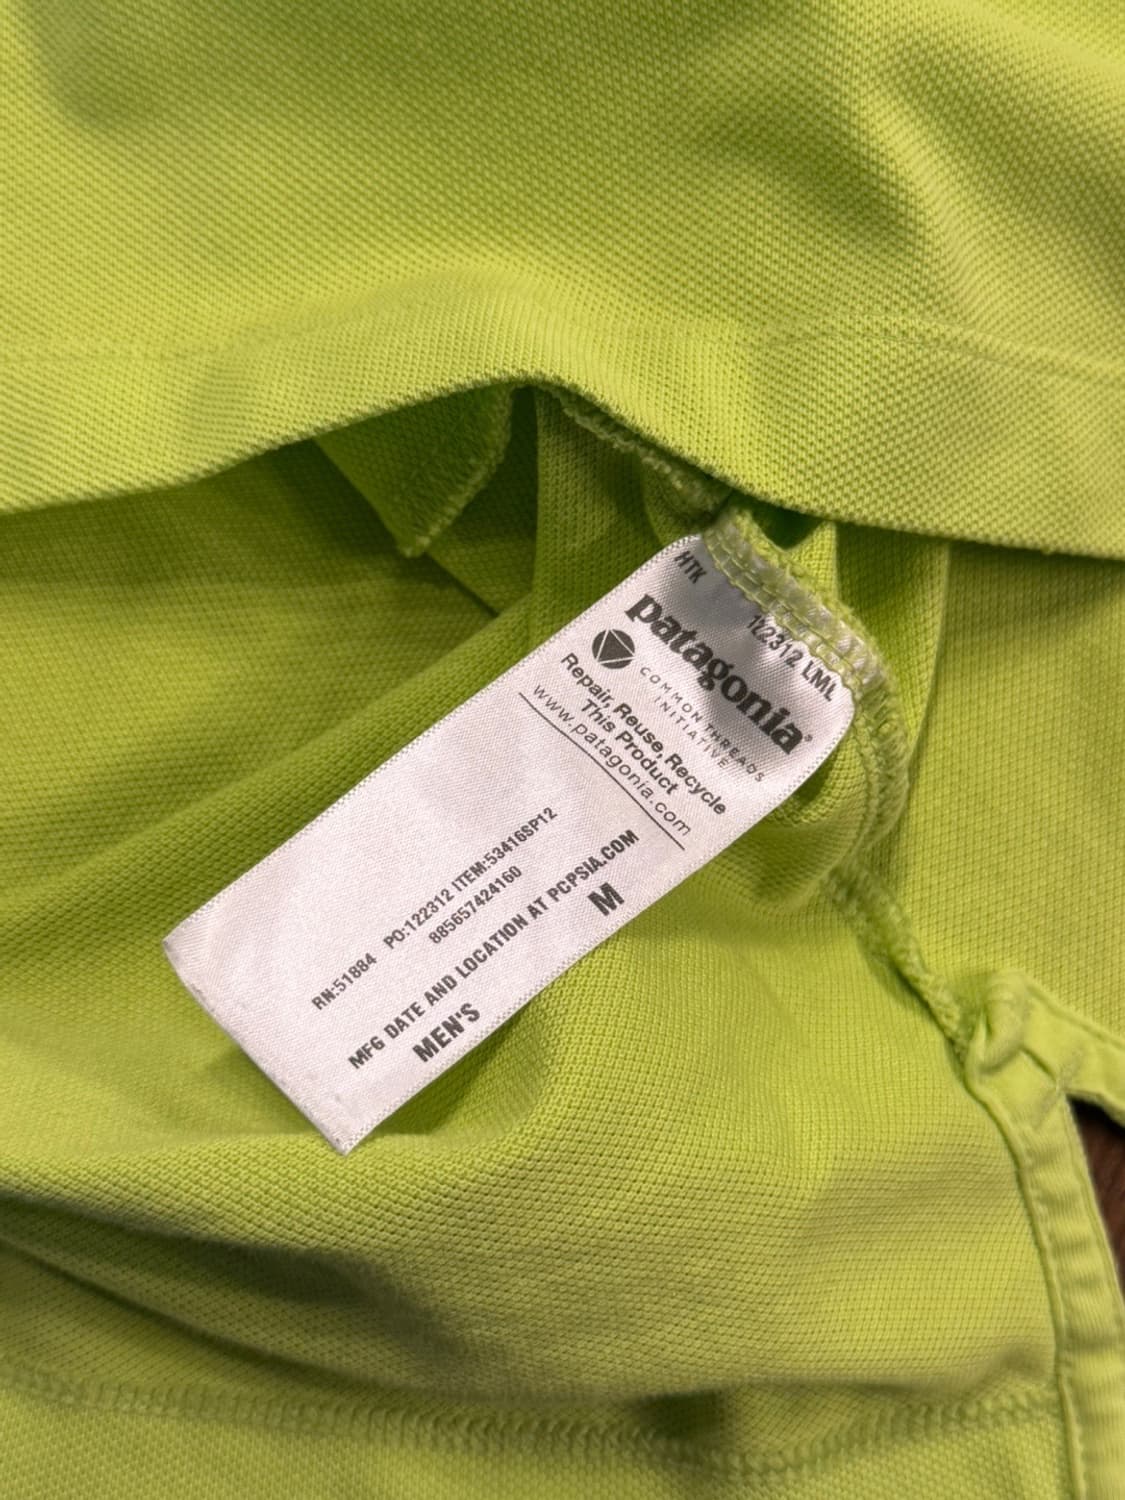 HTK
122312 LML
patagonia®
COMMON THREADS
INITIATIVE
Repair, Reuse, Recycle
This Product
www.patagonia.com
RN:51884 PO:122312 ITEM:53416SP12
885657424160
MFG DATE AND LOCATION AT PCPSIA.COM
MEN'S M